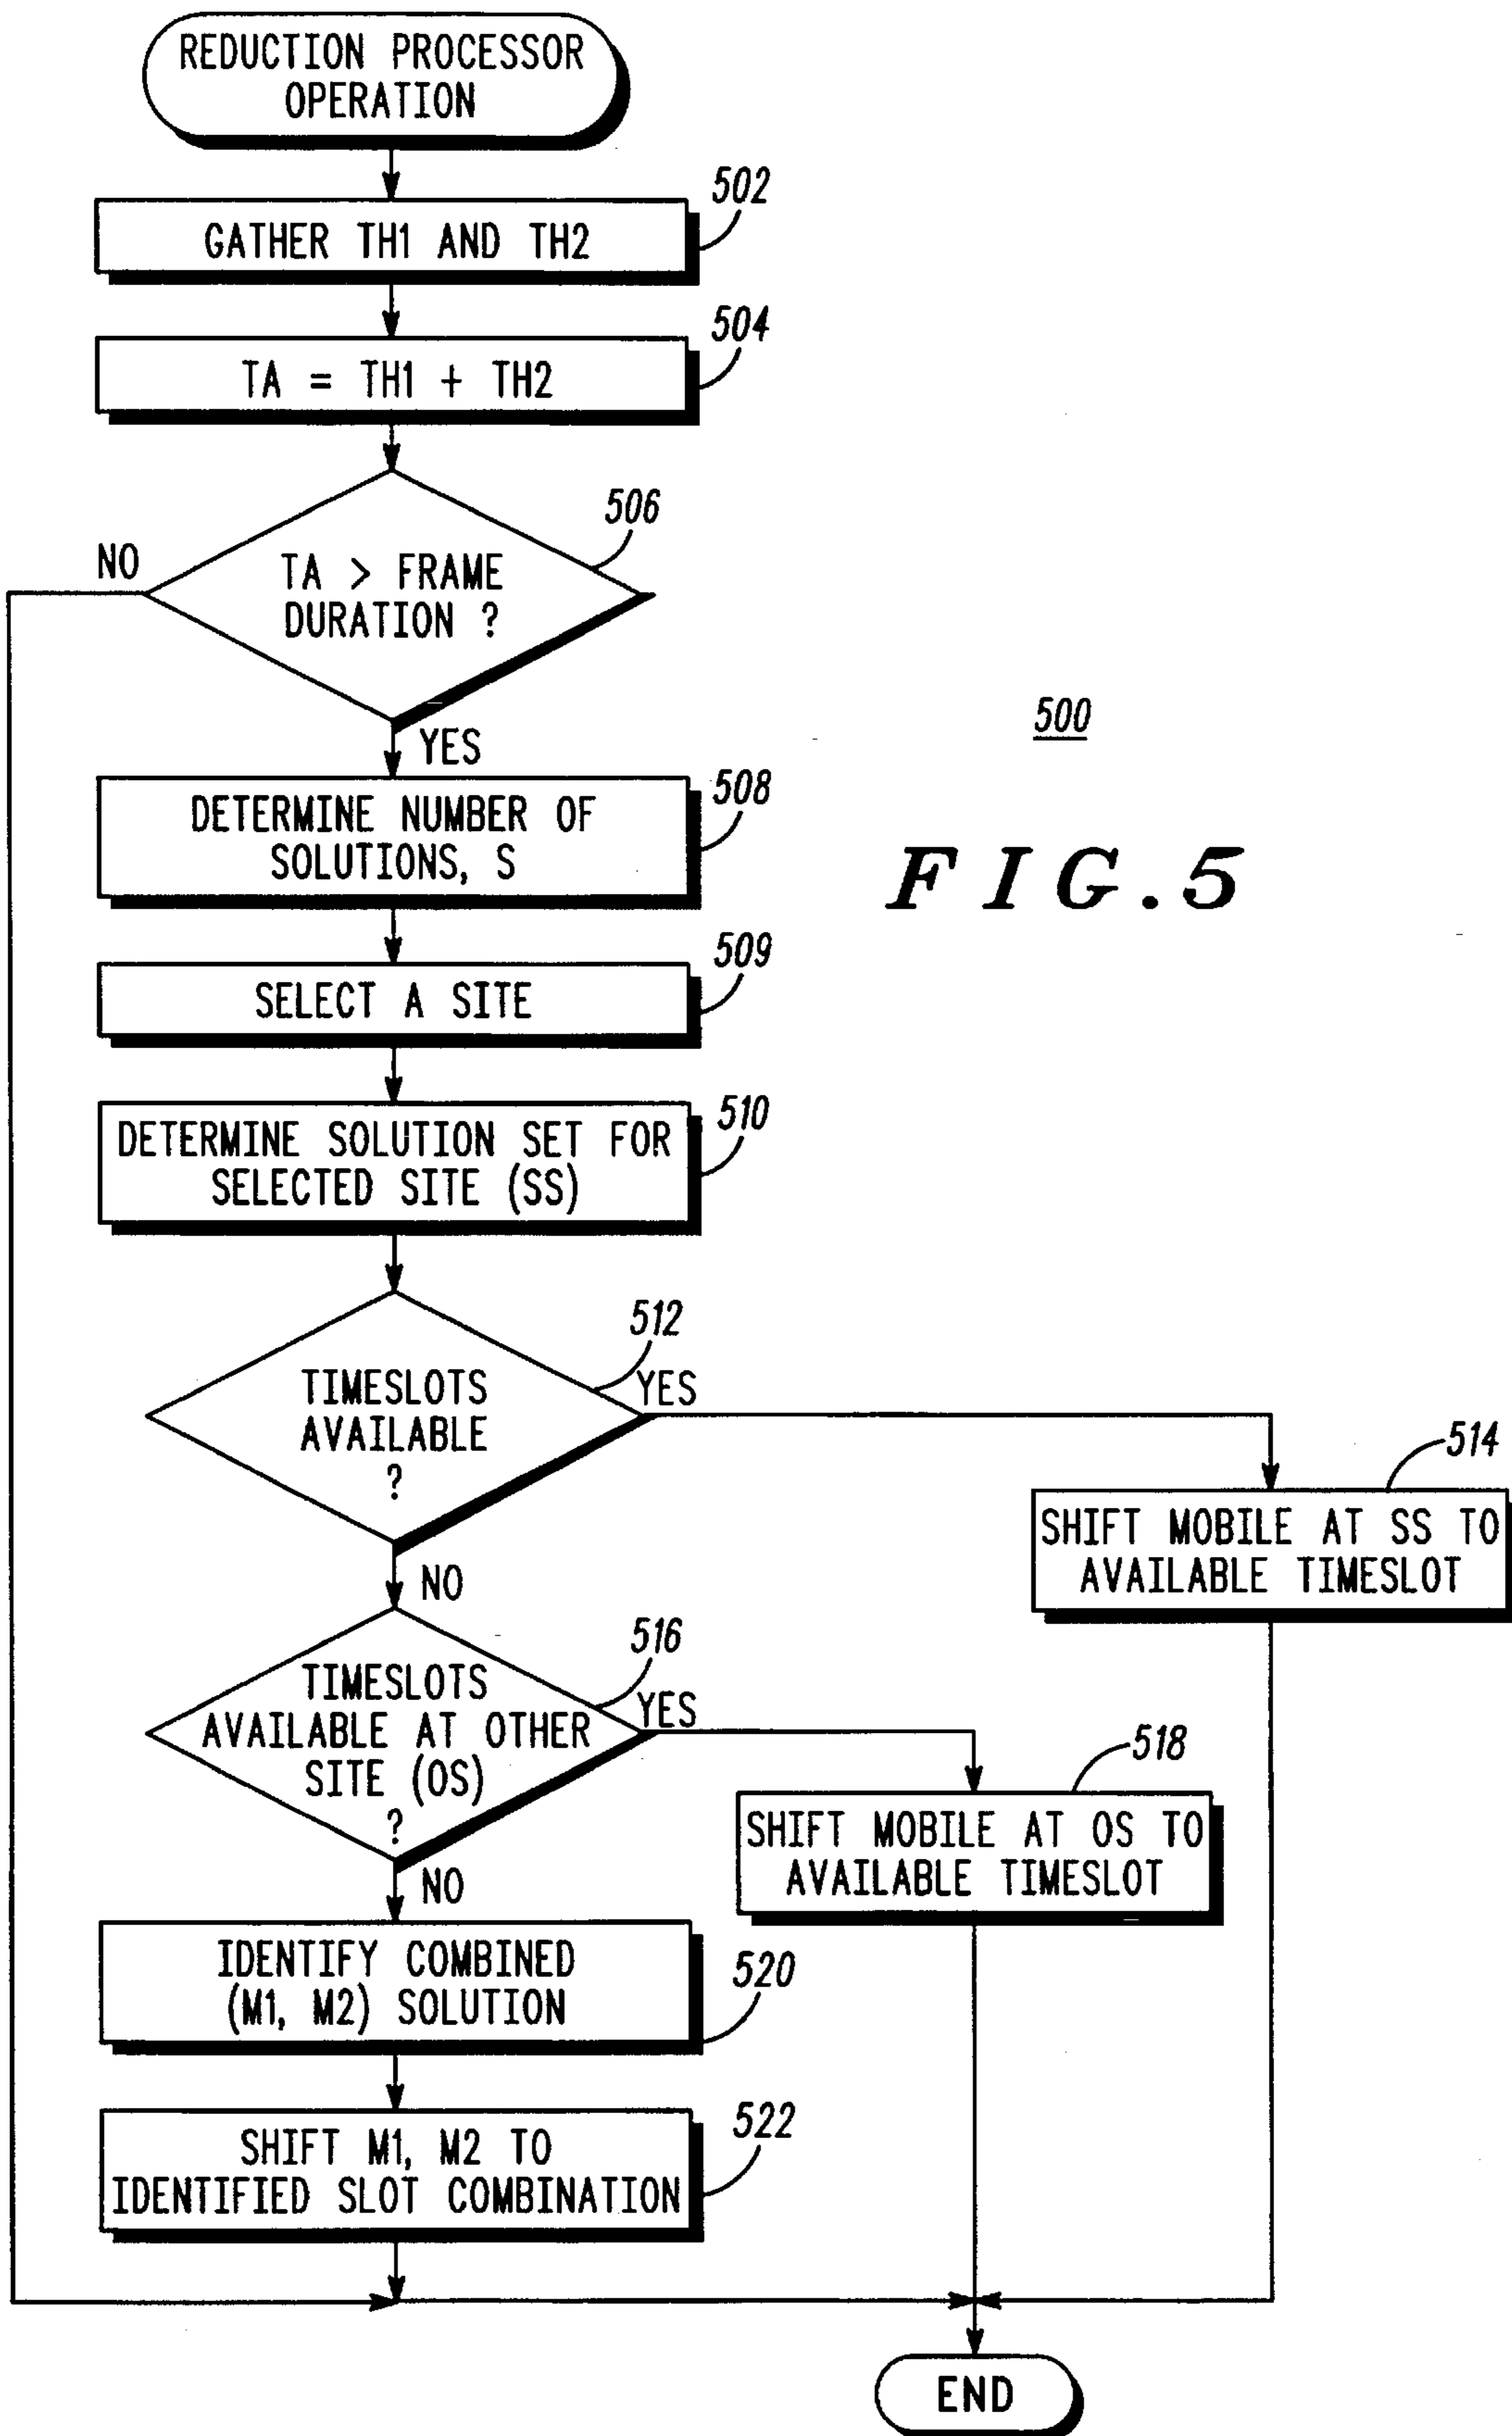 REDUCTION PROCESSOR
OPERATION
502
GATHER TH1 AND TH2
504
TA = TH1 + TH2
506
NO
TA > FRAME
DURATION ?
YES
500
508
DETERMINE NUMBER OF
SOLUTIONS, S
FIG.5
509
SELECT A SITE
510
DETERMINE SOLUTION SET FOR
SELECTED SITE (SS)
512
TIMESLOTS
AVAILABLE
?
YES
514
SHIFT MOBILE AT SS TO
AVAILABLE TIMESLOT
NO
516
TIMESLOTS
AVAILABLE AT OTHER
SITE (OS)
?
YES
518
SHIFT MOBILE AT OS TO
AVAILABLE TIMESLOT
NO
IDENTIFY COMBINED
(M1, M2) SOLUTION
520
SHIFT M1, M2 TO
IDENTIFIED SLOT COMBINATION
522
END